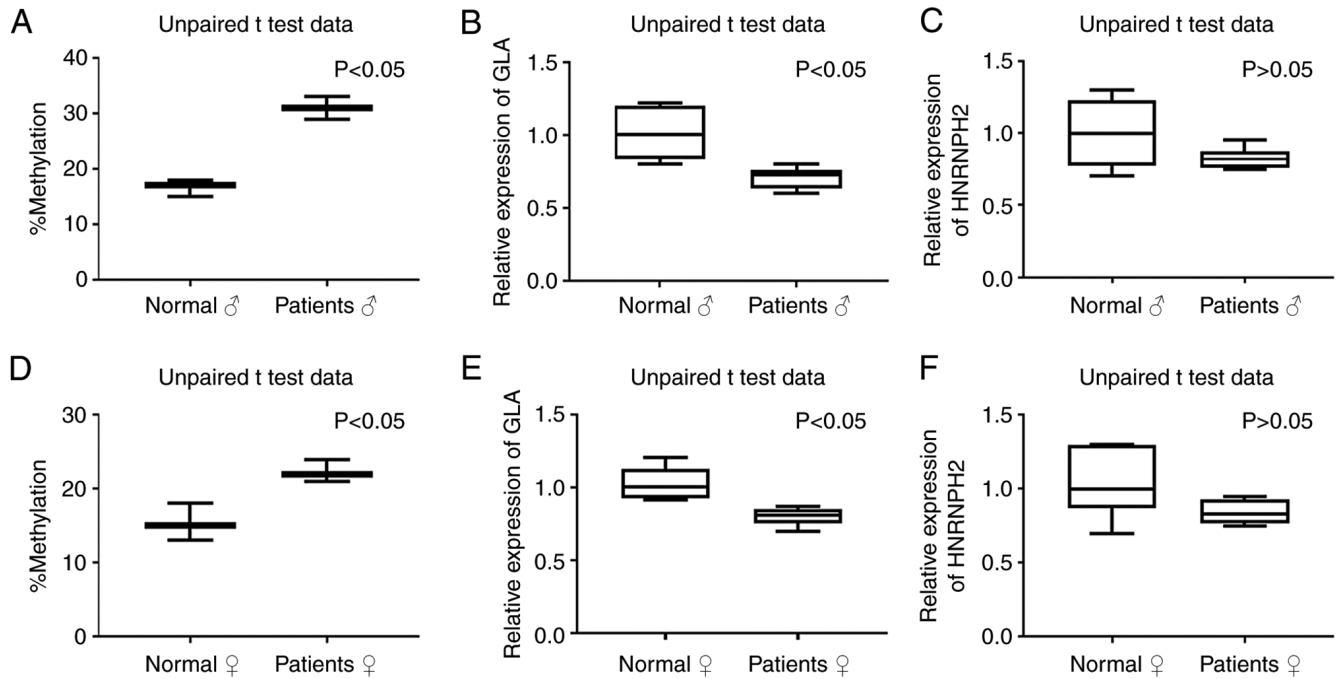 A
Unpaired t test data
P<0.05
%Methylation
40
30
20
10
0
Normal ♂
Patients ♂
B
Unpaired t test data
P<0.05
Relative expression of GLA
1.5
1.0
0.5
0.0
Normal ♂
Patients ♂
C
Unpaired t test data
P>0.05
Relative expression
of HNRNPH2
1.5
1.0
0.5
0.0
Normal ♂
Patients ♂
D
Unpaired t test data
P<0.05
%Methylation
30
20
10
0
Normal ♀
Patients ♀
E
Unpaired t test data
P<0.05
Relative expression of GLA
1.5
1.0
0.5
0.0
Normal ♀
Patients ♀
F
Unpaired t test data
P>0.05
Relative expression
of HNRNPH2
1.5
1.0
0.5
0.0
Normal ♀
Patients ♀